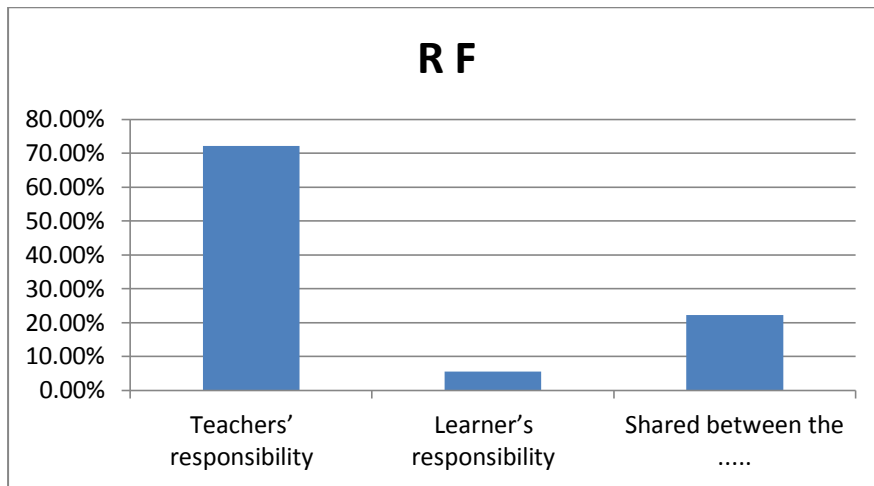 R F
80.00%
70.00%
60.00%
50.00%
40.00%
30.00%
20.00%
10.00%
0.00%
Teachers’
responsibility
Learner’s
responsibility
Shared between the
.....